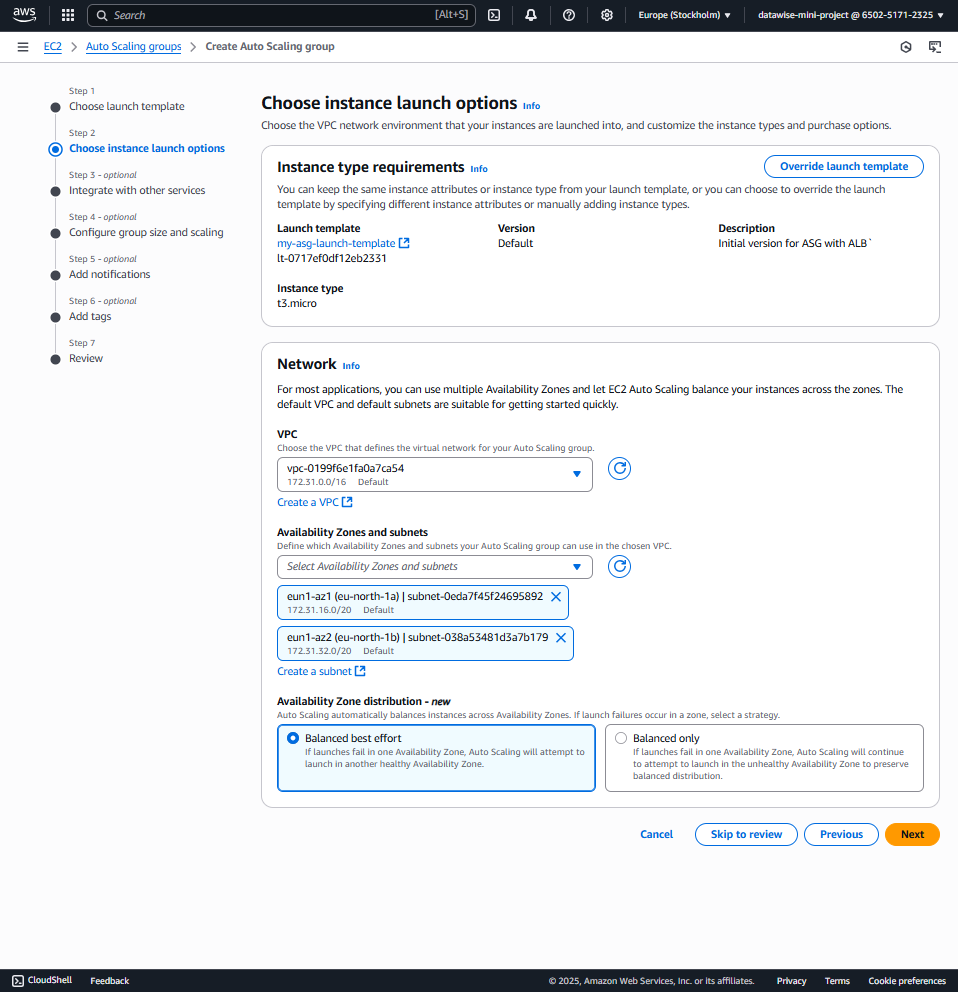 aws
Search
[Alt+S]
Europe (Stockholm)
datawise-mini-project @ 6502-5171-2325
EC2
Auto Scaling groups
Create Auto Scaling group
Step 1
Choose launch template
Step 2
Choose instance launch options
Step 3 - optional
Integrate with other services
Step 4 - optional
Configure group size and scaling
Step 5 - optional
Add notifications
Step 6 - optional
Add tags
Step 7
Review
Choose instance launch options Info
Choose the VPC network environment that your instances are launched into, and customize the instance types and purchase options.
Instance type requirements Info
Override launch template
You can keep the same instance attributes or instance type from your launch template, or you can choose to override the launch
template by specifying different instance attributes or manually adding instance types.
Launch template
my-asg-launch-template
lt-0717ef0df12eb2331
Version
Default
Description
Initial version for ASG with ALB`
Instance type
t3.micro
Network Info
For most applications, you can use multiple Availability Zones and let EC2 Auto Scaling balance your instances across the zones. The
default VPC and default subnets are suitable for getting started quickly.
VPC
Choose the VPC that defines the virtual network for your Auto Scaling group.
vpc-0199f6e1fa0a7ca54
172.31.0.0/16 Default
Create a VPC
Availability Zones and subnets
Define which Availability Zones and subnets your Auto Scaling group can use in the chosen VPC.
Select Availability Zones and subnets
eun1-az1 (eu-north-1a) | subnet-0eda7f45f24695892
172.31.16.0/20 Default
eun1-az2 (eu-north-1b) | subnet-038a53481d3a7b179
172.31.32.0/20 Default
Create a subnet
Availability Zone distribution - new
Auto Scaling automatically balances instances across Availability Zones. If launch failures occur in a zone, select a strategy.
Balanced best effort
If launches fail in one Availability Zone, Auto Scaling will attempt to
launch in another healthy Availability Zone.
Balanced only
If launches fail in one Availability Zone, Auto Scaling will continue
to attempt to launch in the unhealthy Availability Zone to preserve
balanced distribution.
Cancel
Skip to review
Previous
Next
CloudShell
Feedback
© 2025, Amazon Web Services, Inc. or its affiliates.
Privacy
Terms
Cookie preferences